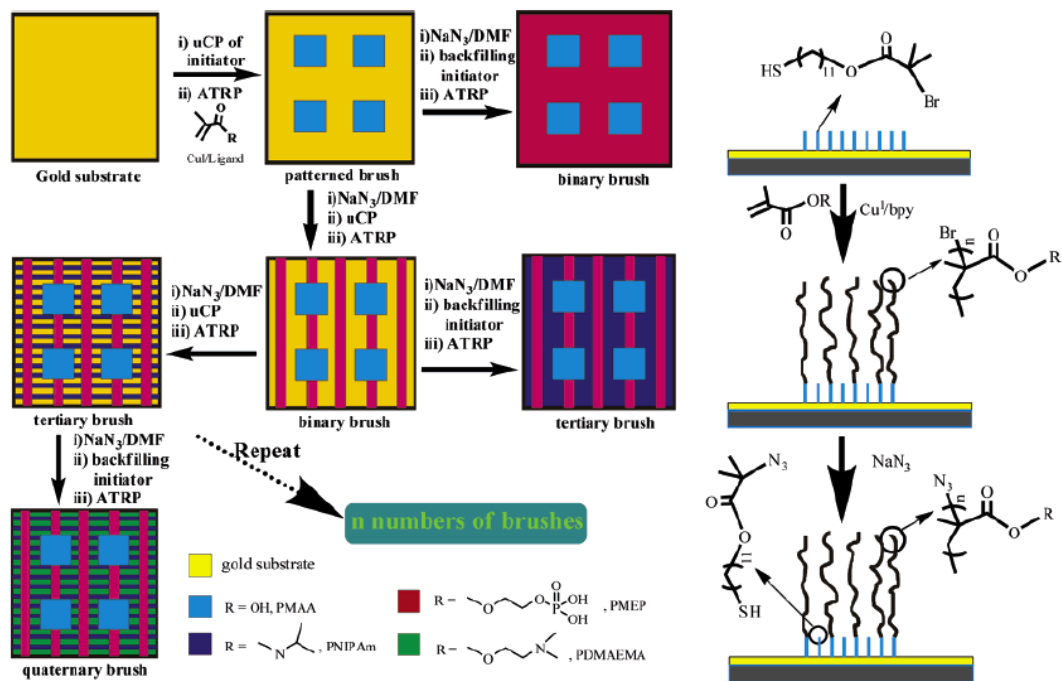 i) uCP of
initiator
ii) ATRP
O
R
CuI/Ligand
Gold substrate
patterned brush
i)NaN3/DMF
ii) backfilling
initiator
iii) ATRP
binary brush
i)NaN3/DMF
ii) uCP
iii) ATRP
i)NaN3/DMF
ii) uCP
iii) ATRP
tertiary brush
binary brush
i)NaN3/DMF
ii) backfilling
initiator
iii) ATRP
tertiary brush
i)NaN3/DMF
ii) backfilling
initiator
iii) ATRP
Repeat
n numbers of brushes
quaternary brush
gold substrate
R = OH, PMAA
R = N , PNIPAm
R = O O P O OH OH , PMEP
R = O N , PDMAEMA
HS 11 O O Br
OR
O
CuI/bpy
Br n O O R
NaN3
N3 O O 11 SH
N3 n O O R